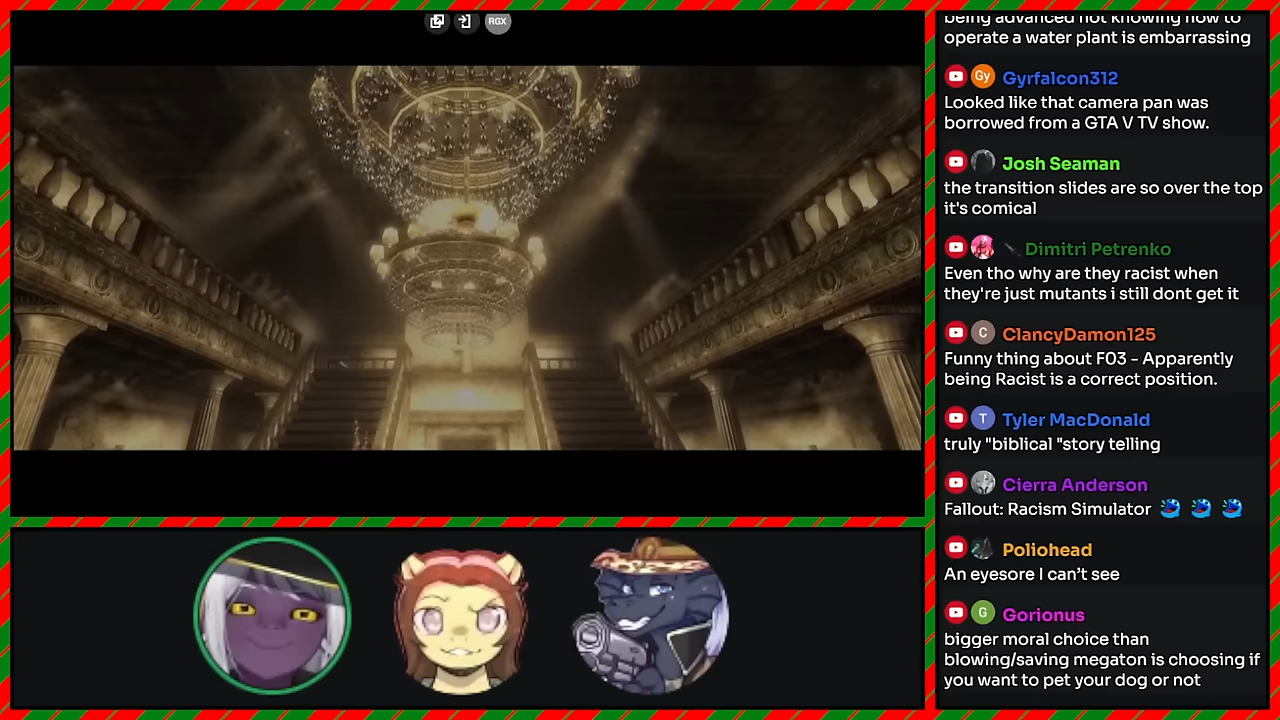 RGX
being advanced not knowing how to
operate a water plant is embarrassing
Gy Gyrfalcon312
Looked like that camera pan was
borrowed from a GTA V TV show.
Josh Seaman
the transition slides are so over the top
it's comical
Dimitri Petrenko
Even tho why are they racist when
they're just mutants i still dont get it
C ClancyDamon125
Funny thing about F03 - Apparently
being Racist is a correct position.
T Tyler MacDonald
truly "biblical "story telling
Cierra Anderson
Fallout: Racism Simulator
Poliohead
An eyesore I can't see
G Gorionus
bigger moral choice than
blowing/saving megaton is choosing if
you want to pet your dog or not